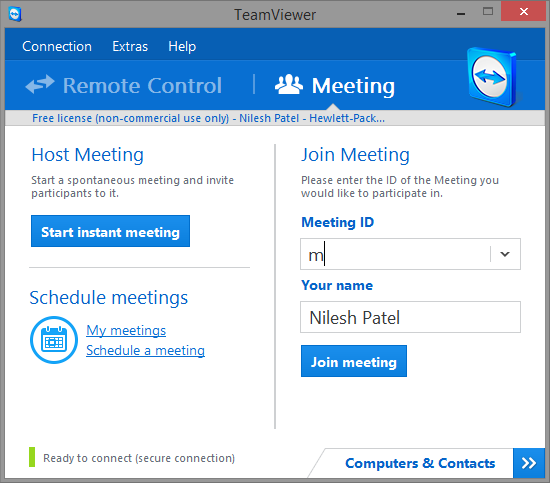 TeamViewer
Connection Extras Help
Remote Control Meeting
Free license (non-commercial use only) - Nilesh Patel - Hewlett-Pack...
Host Meeting
Start a spontaneous meeting and invite
participants to it.
Start instant meeting
Schedule meetings
My meetings
Schedule a meeting
Join Meeting
Please enter the ID of the Meeting you
would like to participate in.
Meeting ID
m
Your name
Nilesh Patel
Join meeting
Ready to connect (secure connection)
Computers & Contacts